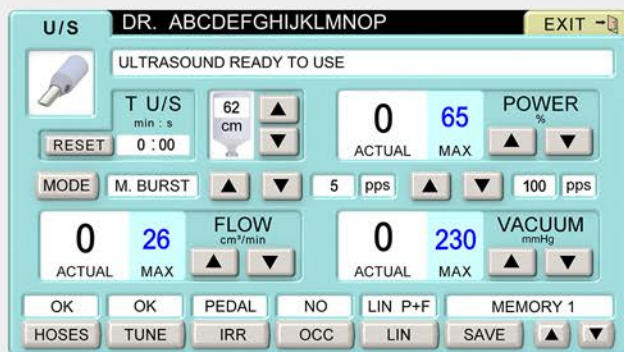 U/S DR. ABCDEFGHIJKLMNOP EXIT
ULTRASOUND READY TO USE
T U/S
min : s
RESET 0 : 00
62
cm
0 65 POWER
%
ACTUAL MAX
MODE M. BURST 5 pps 100 pps
0 26 FLOW
cm³/min
ACTUAL MAX
0 230 VACUUM
mmHg
ACTUAL MAX
OK OK PEDAL NO LIN P+F MEMORY 1
HOSES TUNE IRR OCC LIN SAVE